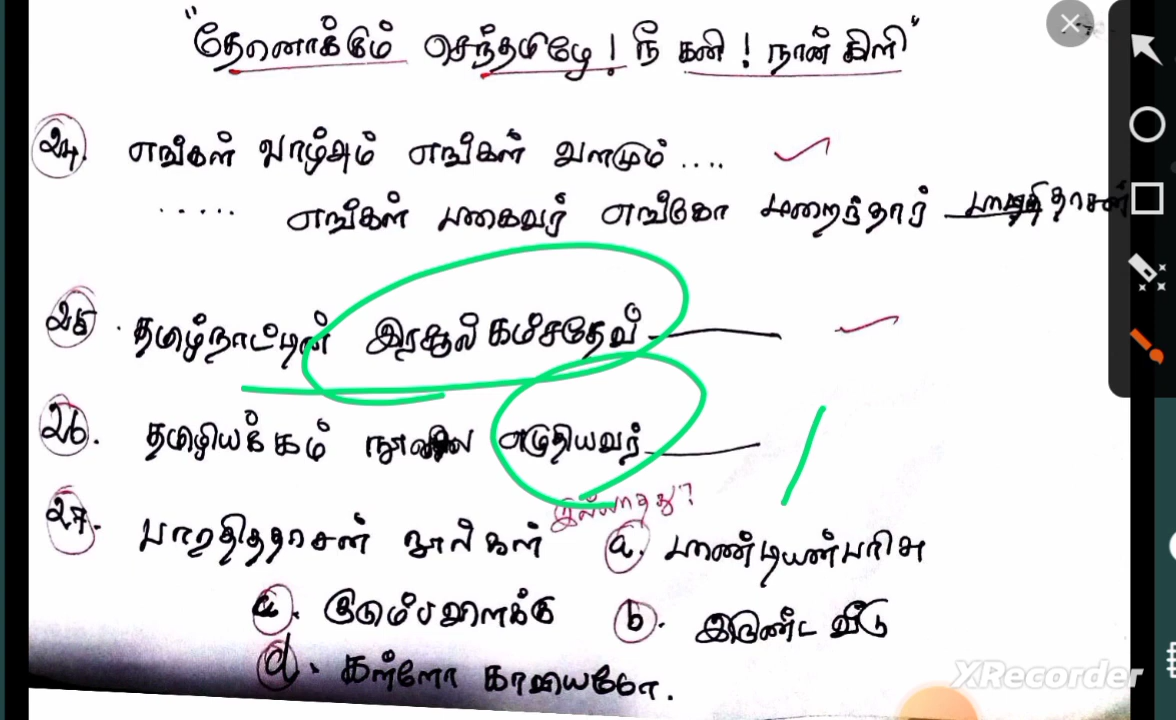 "தேனாக்கும் செந்தமிழே! நீ கனி! நான் கிளி"
24. எங்கள் வாழ்வும் எங்கள் வளமும் .... 
...... எங்கள் பகைவர் எங்கோ மறைந்தார் பாரதிதாசன்
25. தமிழ்நாட்டின் இரசூல் கம்சதேவ்
26. தமிழியக்கம் நூலை எழுதியவர்
இல்லாதது?
27. பாரதிதாசன் நூல்கள் a. பாண்டியன்பரிசு
குடும்பவிளக்கு b. இருண்ட வீடு
d. கள்ளோ காவியமோ.
XRecorder